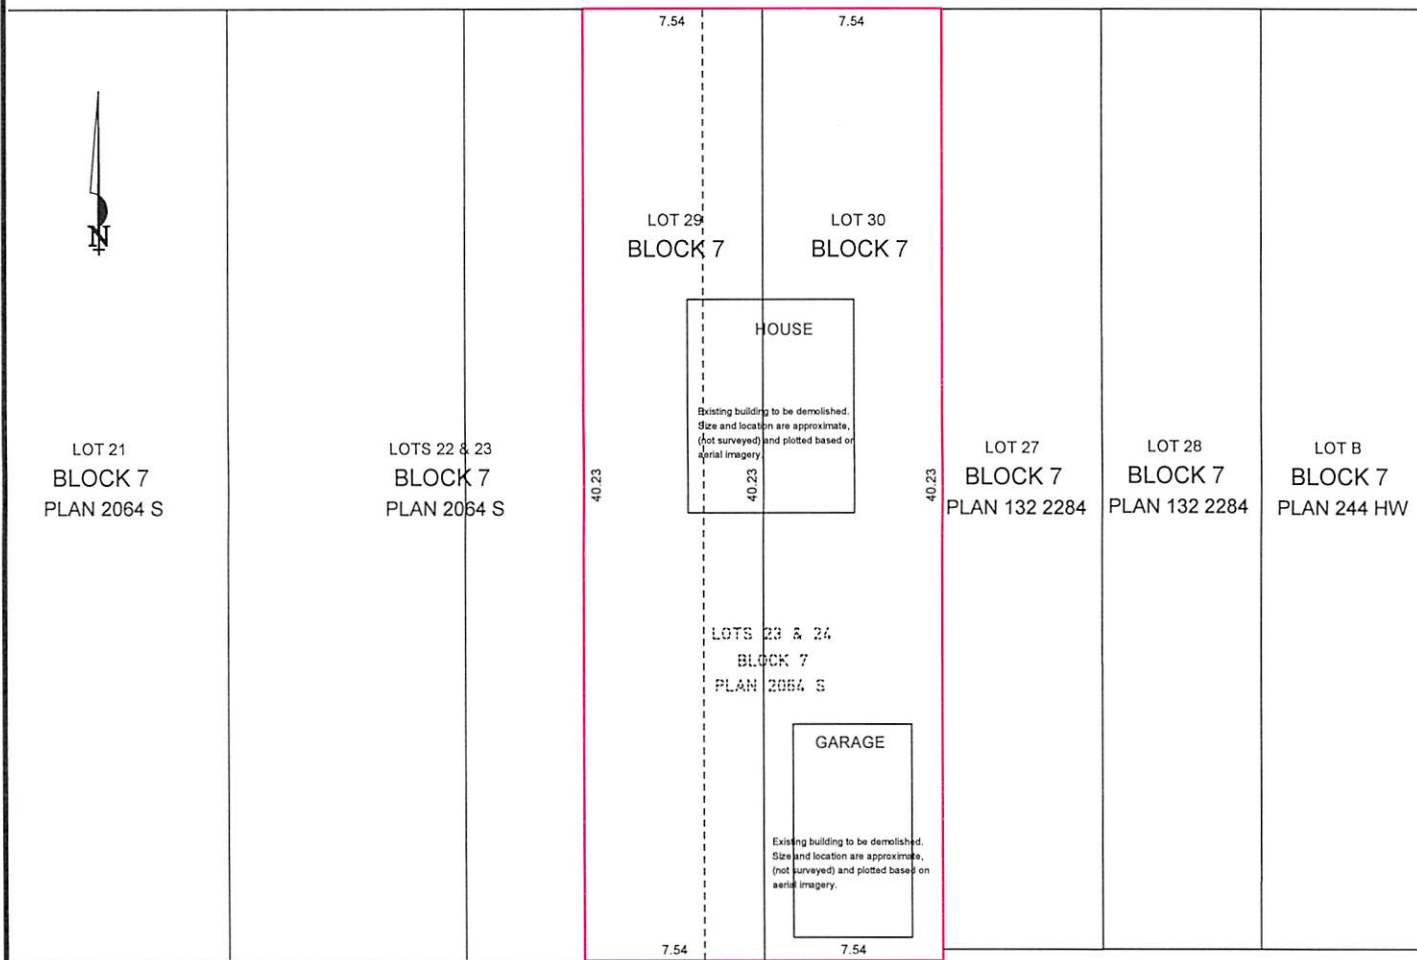 7.54
7.54
N
LOT 29
BLOCK 7
LOT 30
BLOCK 7
HOUSE
Existing building to be demolished.
Size and location are approximate,
(not surveyed) and plotted based on
aerial imagery.
LOT 21
BLOCK 7
PLAN 2064 S
LOTS 22 & 23
BLOCK 7
PLAN 2064 S
40.23
40.23
40.23
LOT 27
BLOCK 7
PLAN 132 2284
LOT 28
BLOCK 7
PLAN 132 2284
LOT B
BLOCK 7
PLAN 244 HW
LOTS 23 & 24
BLOCK 7
PLAN 2064 S
GARAGE
Existing building to be demolished.
Size and location are approximate,
(not surveyed) and plotted based on
aerial imagery.
7.54
7.54